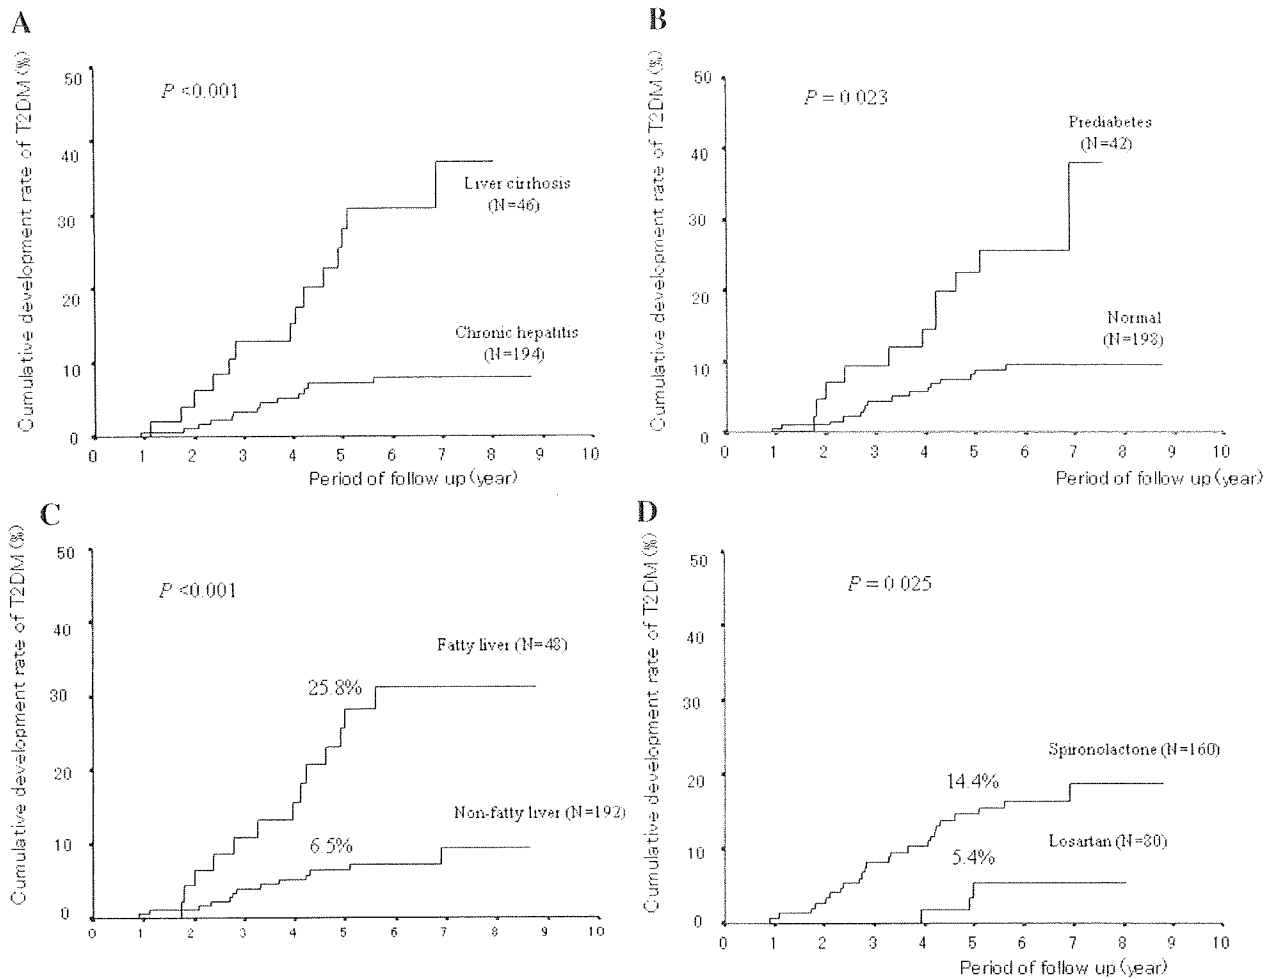 A
Cumulative development rate of T2DM (%)
50
40
30
20
10
0
P <0.001
Liver cirrhosis
(N=46)
Chronic hepatitis
(N=194)
0 1 2 3 4 5 6 7 8 9 10
Period of follow up (year)
B
Cumulative development rate of T2DM (%)
50
40
30
20
10
0
P = 0 023
Prediabetes
(N=42)
Normal
(N=198)
0 1 2 3 4 5 6 7 8 9 10
Period of follow up (year)
C
Cumulative development rate of T2DM (%)
50
40
30
20
10
0
P <0.001
Fatty liver (N=48)
25.8%
Non-fatty liver (N=192)
6.5%
0 1 2 3 4 5 6 7 8 9 10
D
Cumulative development rate of T2DM (%)
50
40
30
20
10
0
P = 0.025
Spironolactone (N=160)
14.4%
Losartan (N=80)
5.4%
0 1 2 3 4 5 6 7 8 9 10
Period of follow up (year)